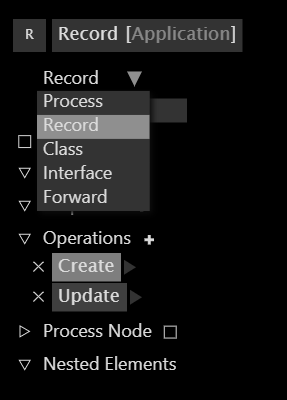 R Record [Application]
Record
Process
Record
Class
Interface
Forward
Operations +
Create
Update
Process Node
Nested Elements